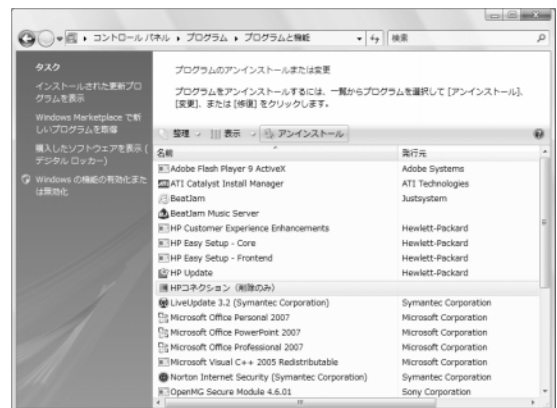 コントロール パネル ▸ プログラム ▸ プログラムと機能
検索
タスク
インストールされた更新プロ
グラムを表示
Windows Marketplace で新
しいプログラムを取得
購入したソフトウェアを表示 (
デジタル ロッカー)
Windows の機能の有効化また
は無効化
プログラムのアンインストールまたは変更
プログラムをアンインストールするには、一覧からプログラムを選択して [アンインストール]、
[変更]、または [修復] をクリックします。
整理 表示 アンインストール
名前 発行元
Adobe Flash Player 9 ActiveX Adobe Systems
ATI Catalyst Install Manager ATI Technologies
BeatJam Justsystem
BeatJam Music Server
HP Customer Experience Enhancements Hewlett-Packard
HP Easy Setup - Core Hewlett-Packard
HP Easy Setup - Frontend Hewlett-Packard
HP Update Hewlett-Packard
HPコネクション (削除のみ)
LiveUpdate 3.2 (Symantec Corporation) Symantec Corporation
Microsoft Office Personal 2007 Microsoft Corporation
Microsoft Office PowerPoint 2007 Microsoft Corporation
Microsoft Office Professional 2007 Microsoft Corporation
Microsoft Visual C++ 2005 Redistributable Microsoft Corporation
Norton Internet Security (Symantec Corporation) Symantec Corporation
OpenMG Secure Module 4.6.01 Sony Corporation